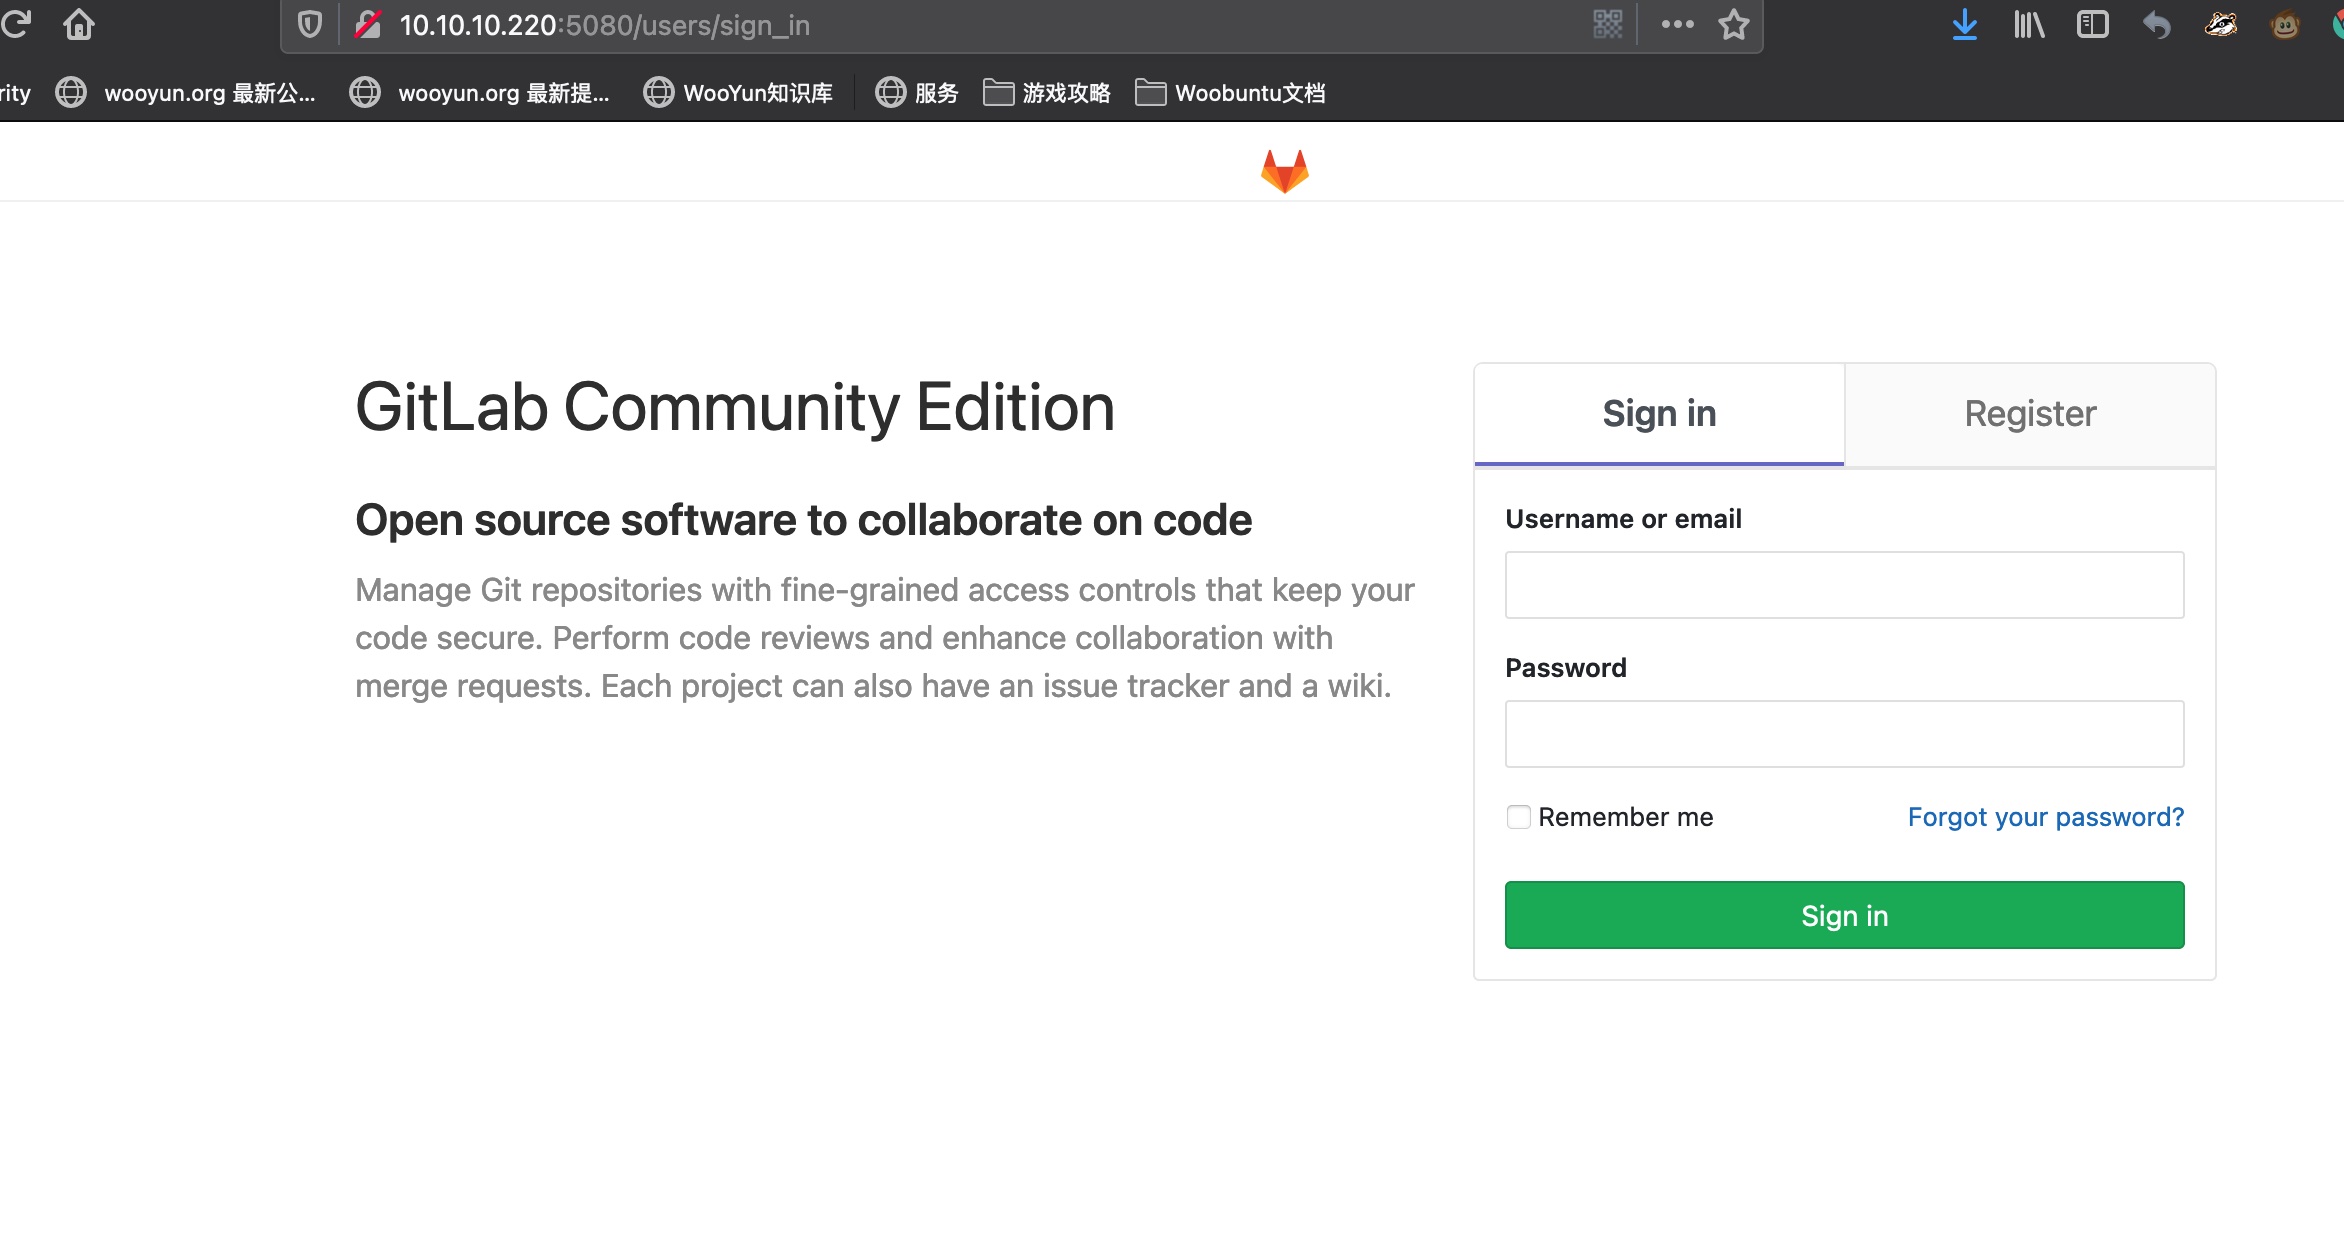 10.10.10.220:5080/users/sign_in
rity wooyun.org 最新公... wooyun.org 最新提... WooYun知识库 服务 游戏攻略 Woobuntu文档
GitLab Community Edition
Open source software to collaborate on code
Manage Git repositories with fine-grained access controls that keep your
code secure. Perform code reviews and enhance collaboration with
merge requests. Each project can also have an issue tracker and a wiki.
Sign in Register
Username or email
Password
Remember me Forgot your password?
Sign in